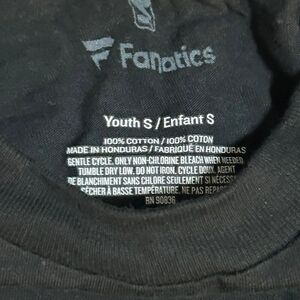 Fanatics
Youth S / Enfant S
100% COTTON / 100% COTON
MADE IN HONDURAS / FABRIQUÉ EN HONDURAS
GENTLE CYCLE. ONLY NON-CHLORINE BLEACH WHEN NEEDED.
TUMBLE DRY LOW. DO NOT IRON. CYCLE DOUX. AGENT
DE BLANCHIMENT SANS CHLORE SEULEMENT SI
SÉCHER À BASSE TEMPÉRATURE. NE PAS
RN 90836